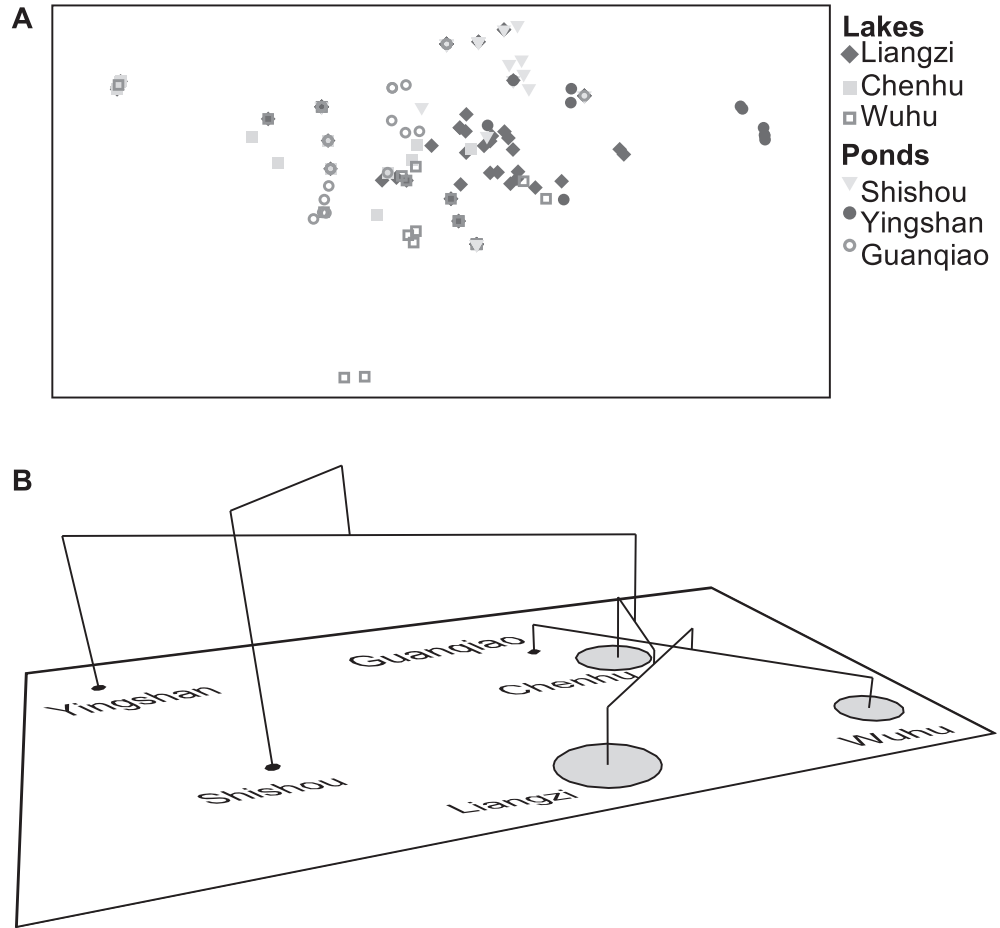 A
Lakes
Liangzi
Chenhu
Wuhu
Ponds
Shishou
Yingshan
Guanqiao
B
Guanqiao
Chenhu
Yingshan
Wuhu
Shishou
Liangzi